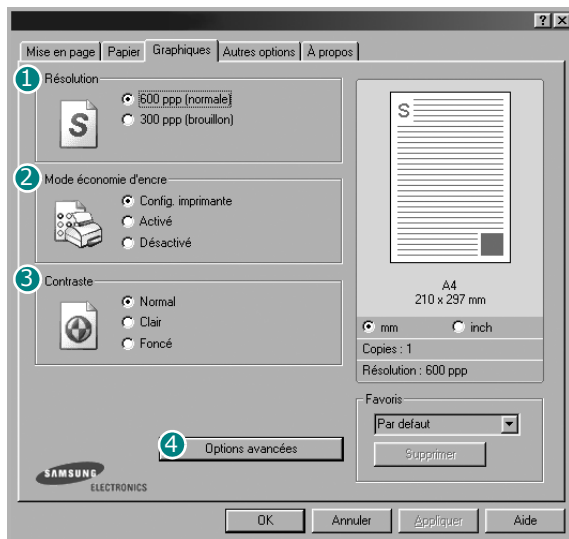 ? x
Mise en page Papier Graphiques Autres options À propos
1 Résolution
S
600 ppp (normale)
300 ppp (brouillon)
2 Mode économie d'encre
Config. imprimante
Activé
Désactivé
3 Contraste
Normal
Clair
Foncé
S
A4
210 x 297 mm
mm inch
Copies : 1
Résolution : 600 ppp
Favoris
Par defaut
Supprimer
4 Options avancées
SAMSUNG
ELECTRONICS
OK Annuler Appliquer Aide